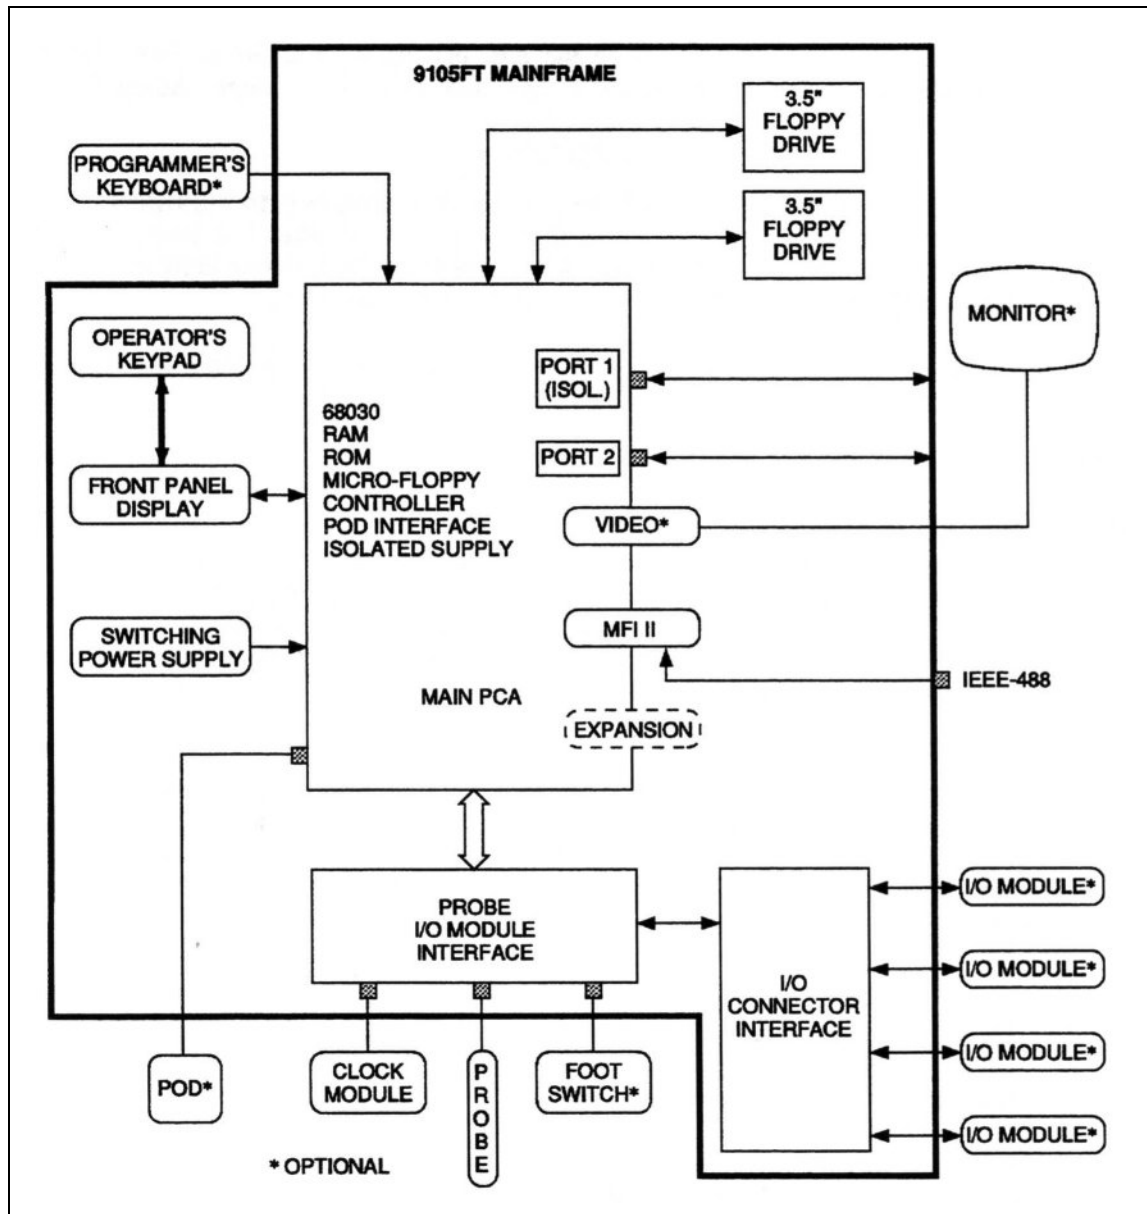 9105FT MAINFRAME
3.5"
FLOPPY
DRIVE
PROGRAMMER'S
KEYBOARD*
3.5"
FLOPPY
DRIVE
MONITOR*
OPERATOR'S
KEYPAD
PORT 1
(ISOL.)
68030
RAM
ROM
MICRO-FLOPPY
CONTROLLER
POD INTERFACE
ISOLATED SUPPLY
PORT 2
FRONT PANEL
DISPLAY
VIDEO*
SWITCHING
POWER SUPPLY
MFI II
IEEE-488
MAIN PCA
EXPANSION
PROBE
I/O MODULE
INTERFACE
I/O MODULE*
I/O MODULE*
I/O
CONNECTOR
INTERFACE
I/O MODULE*
I/O MODULE*
POD*
CLOCK
MODULE
PROBE
FOOT
SWITCH*
* OPTIONAL